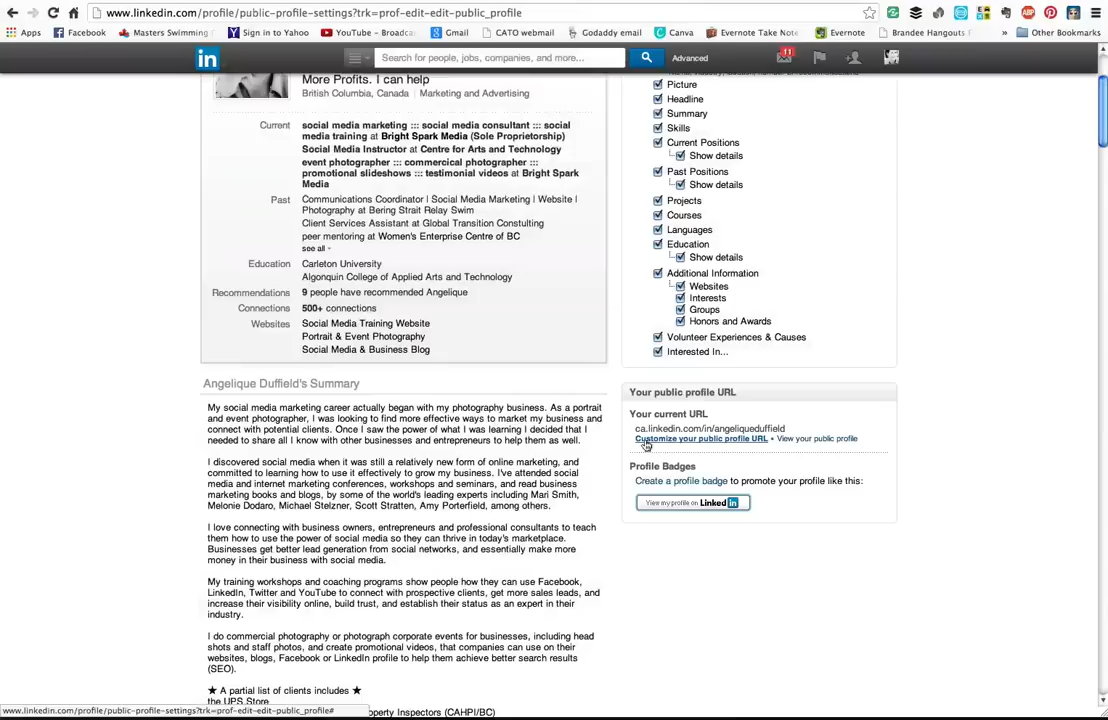 www.linkedin.com/profile/public-profile-settings?trk=prof-edit-edit-public_profile
Apps
Facebook
Masters Swimming
Sign in to Yahoo
YouTube - Broadca
Gmail
CATO webmail
Godaddy email
Canva
Evernote Take Note
Evernote
Brandee Hangouts
»
Other Bookmarks
in
Search for people, jobs, companies, and more...
Advanced
11
More Profits. I can help
British Columbia, Canada | Marketing and Advertising
Current
social media marketing ::: social media consultant ::: social
media training at Bright Spark Media (Sole Proprietorship)
Social Media Instructor at Centre for Arts and Technology
event photographer ::: commercical photographer :::
promotional slideshows ::: testimonial videos at Bright Spark
Media
Past
Communications Coordinator | Social Media Marketing | Website |
Photography at Bering Strait Relay Swim
Client Services Assistant at Global Transition Constulting
peer mentoring at Women's Enterprise Centre of BC
see all
Education
Carleton University
Algonquin College of Applied Arts and Technology
Recommendations
9 people have recommended Angelique
Connections
500+ connections
Websites
Social Media Training Website
Portrait & Event Photography
Social Media & Business Blog
Angelique Duffield's Summary
My social media marketing career actually began with my photography business. As a portrait
and event photographer, I was looking to find more effective ways to market my business and
connect with potential clients. Once I saw the power of what I was learning I decided that I
needed to share all I know with other businesses and entrepreneurs to help them as well.
I discovered social media when it was still a relatively new form of online marketing, and
committed to learning how to use it effectively to grow my business. I've attended social
media and internet marketing conferences, workshops and seminars, and read business
marketing books and blogs, by some of the world's leading experts including Mari Smith,
Melonie Dodaro, Michael Stelzner, Scott Stratten, Amy Porterfield, among others.
I love connecting with business owners, entrepreneurs and professional consultants to teach
them how to use the power of social media so they can thrive in today's marketplace.
Businesses get better lead generation from social networks, and essentially make more
money in their business with social media.
My training workshops and coaching programs show people how they can use Facebook,
LinkedIn, Twitter and YouTube to connect with prospective clients, get more sales leads, and
increase their visibility online, build trust, and establish their status as an expert in their
industry.
I do commercial photography or photograph corporate events for businesses, including head
shots and staff photos, and create promotional videos, that companies can use on their
websites, blogs, Facebook or LinkedIn profile to help them achieve better search results
(SEO).
★ A partial list of clients includes ★
the UPS Store
operty Inspectors (CAHPI/BC)
Picture
Headline
Summary
Skills
Current Positions
Show details
Past Positions
Show details
Projects
Courses
Languages
Education
Show details
Additional Information
Websites
Interests
Groups
Honors and Awards
Volunteer Experiences & Causes
Interested In...
Your public profile URL
Your current URL
ca.linkedin.com/in/angeliqueduffield
Customize your public profile URL • View your public profile
Profile Badges
Create a profile badge to promote your profile like this:
View my profile on Linked in
www.linkedin.com/profile/public-profile-settings?trk=prof-edit-edit-public_profile#